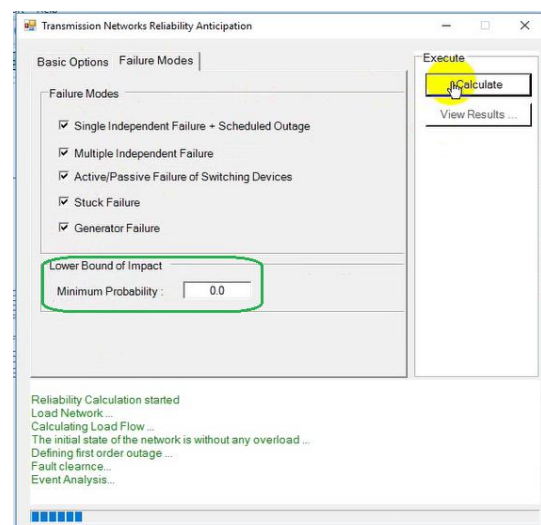 Transmission Networks Reliability Anticipation
Basic Options Failure Modes
Execute
Calculate
View Results ...
Failure Modes
Single Independent Failure + Scheduled Outage
Multiple Independent Failure
Active/Passive Failure of Switching Devices
Stuck Failure
Generator Failure
Lower Bound of Impact
Minimum Probability : 0.0
Reliability Calculation started
Load Network ...
Calculating Load Flow ...
The initial state of the network is without any overload ...
Defining first order outage ...
Fault clearnce...
Event Analysis...